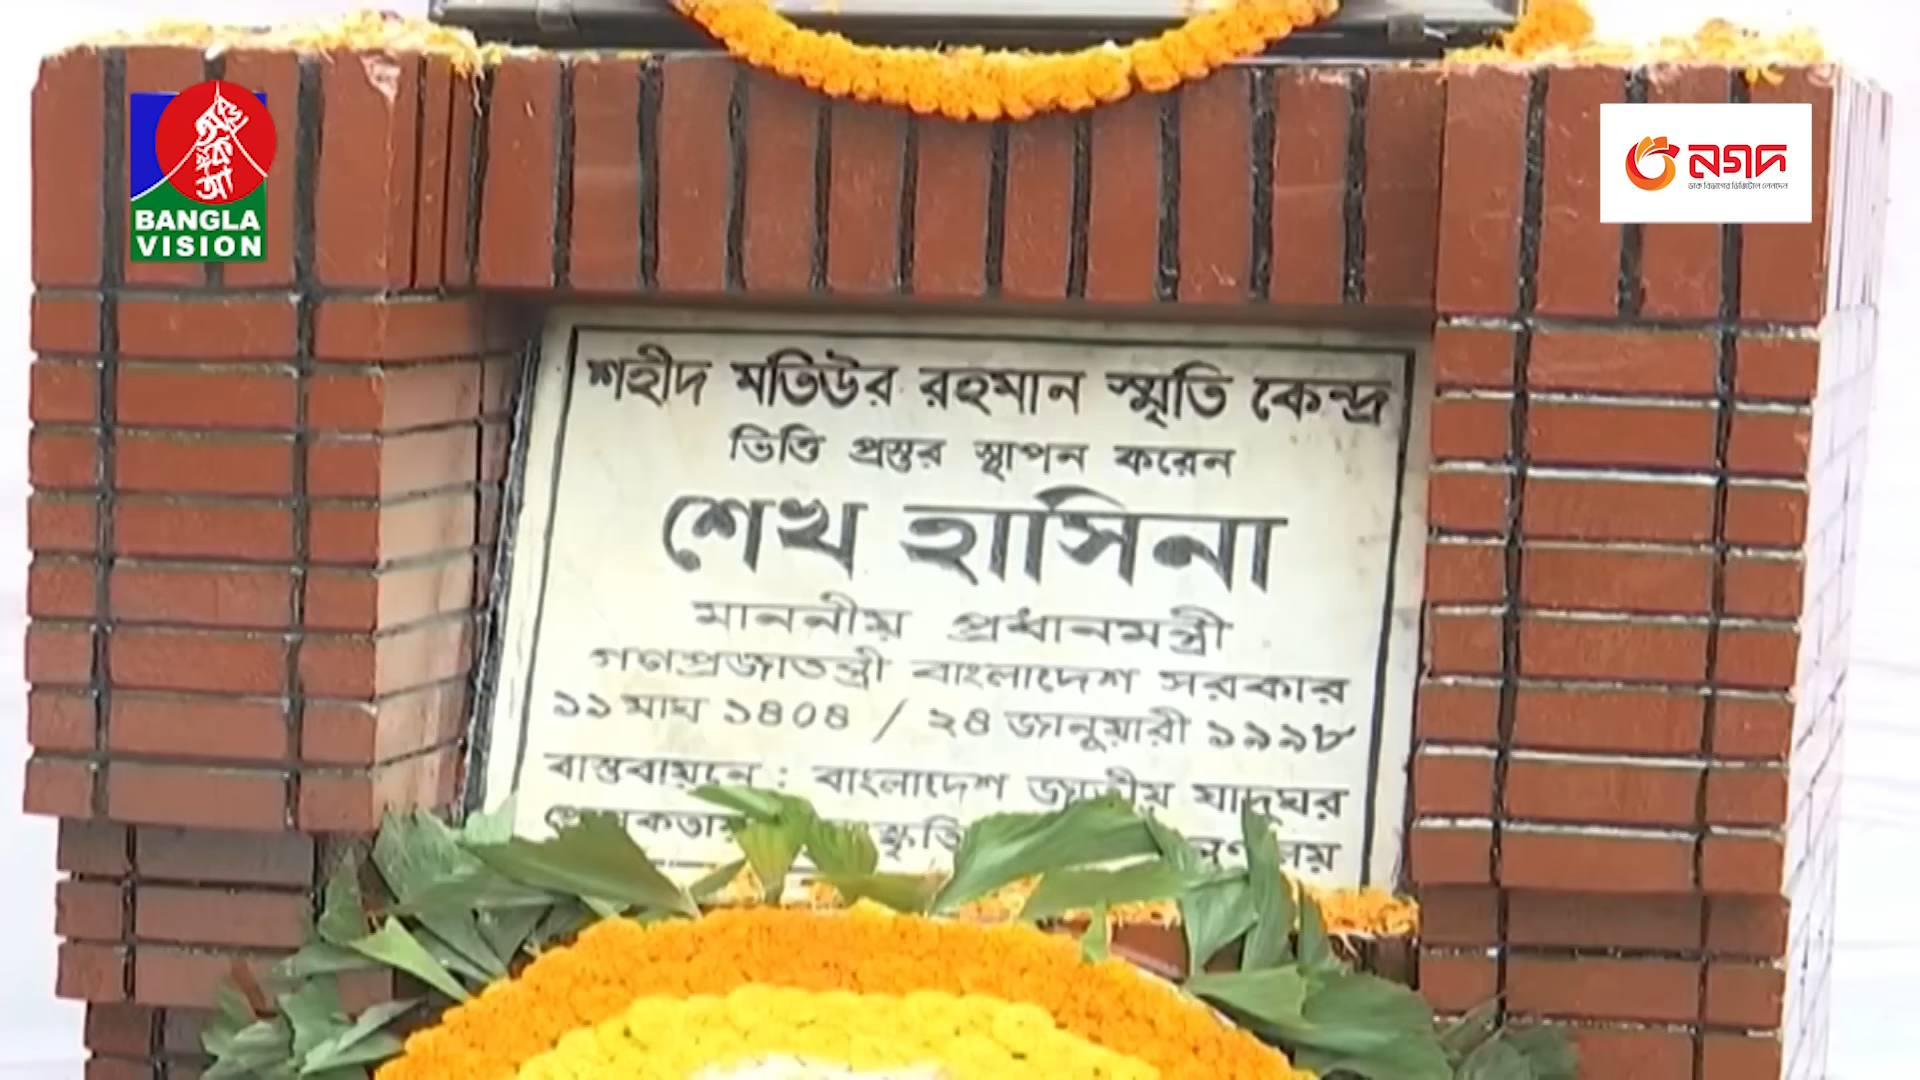 BANGLA
VISION
নগদ
ডাক বিভাগের ডিজিটাল লেনদেন
শহীদ মতিউর রহমান স্মৃতি কেন্দ্র
ভিত্তি প্রস্তুর স্থাপন করেন
শেখ হাসিনা
মাননীয় প্রধানমন্ত্রী
গণপ্রজাতন্ত্রী বাংলাদেশ সরকার
১১ মাঘ ১৪০৪ / ২৪ জানুয়ারী ১৯৯৮
বাস্তবায়নে : বাংলাদেশ জাতীয় যাদুঘর